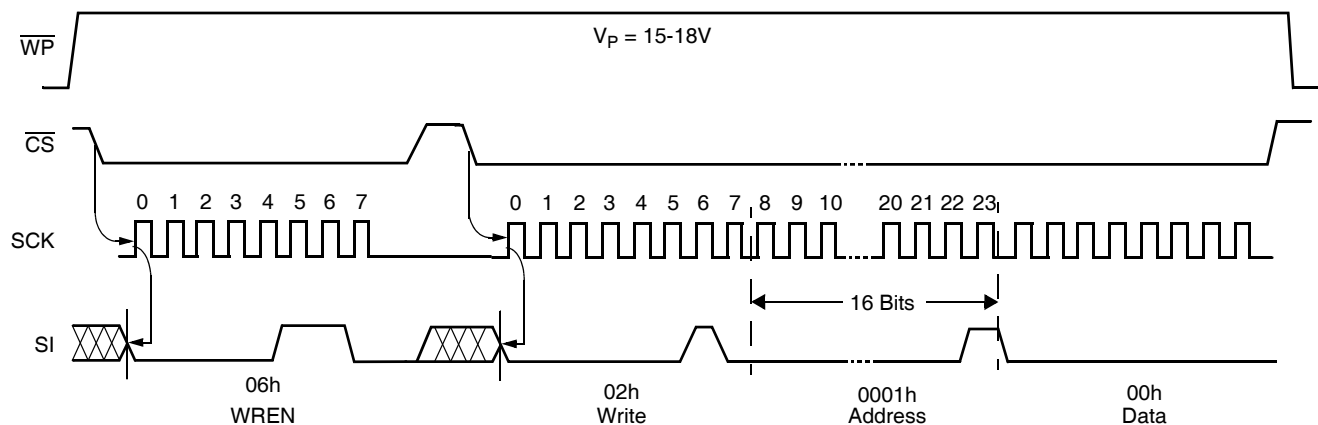 WP
V_P = 15-18V
CS
0 1 2 3 4 5 6 7
0 1 2 3 4 5 6 7 8 9 10 20 21 22 23
SCK
16 Bits
SI
06h
WREN
02h
Write
0001h
Address
00h
Data